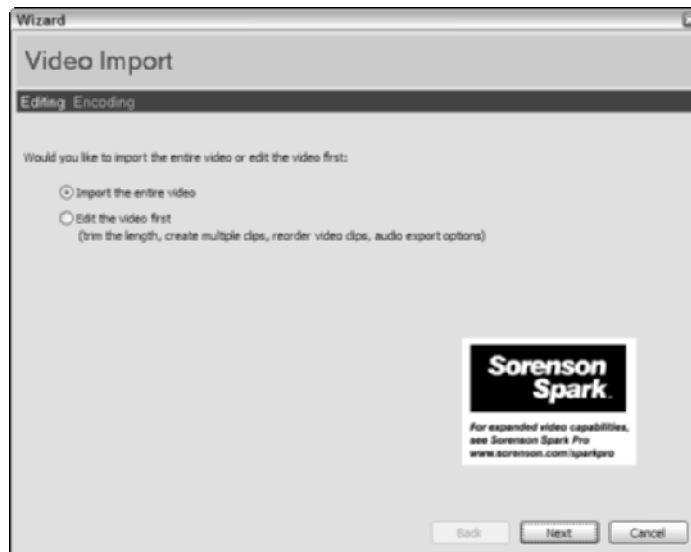 Wizard
Video Import
Editing Encoding
Would you like to import the entire video or edit the video first:
Import the entire video
Edit the video first
(trim the length, create multiple clips, reorder video clips, audio export options)
Sorenson
Spark.
For expanded video capabilities,
see Sorenson Spark Pro
www.sorenson.com/sparkpro
Back Next Cancel